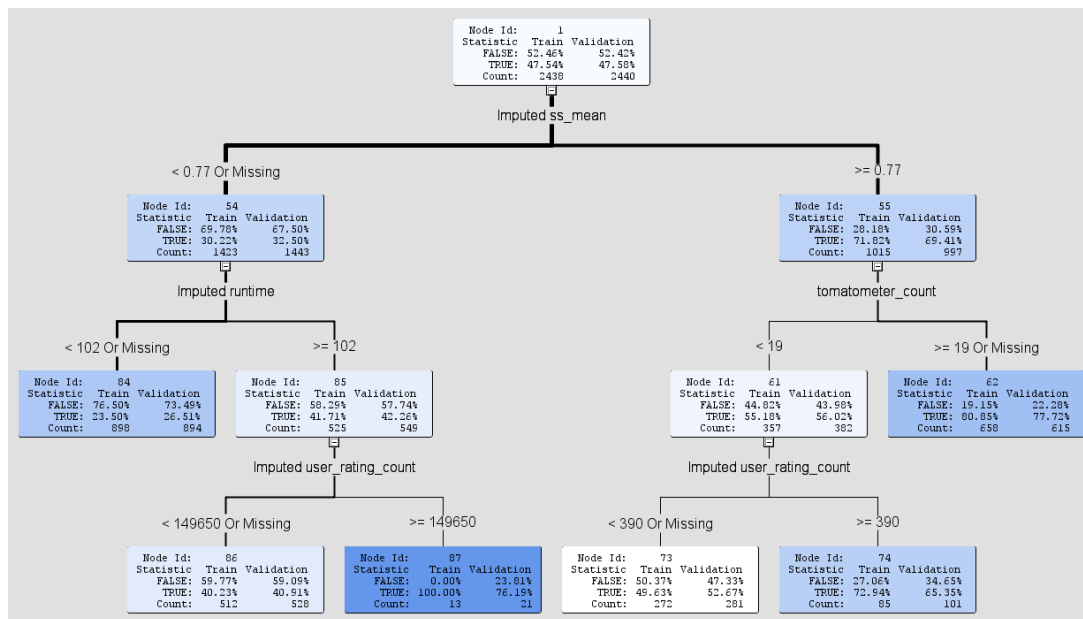 Node Id: 1
Statistic Train Validation
FALSE: 52.46% 52.42%
TRUE: 47.54% 47.58%
Count: 2438 2440
Imputed ss_mean
< 0.77 Or Missing
>= 0.77
Node Id: 54
Statistic Train Validation
FALSE: 69.78% 67.50%
TRUE: 30.22% 32.50%
Count: 1423 1443
Node Id: 55
Statistic Train Validation
FALSE: 28.18% 30.59%
TRUE: 71.82% 69.41%
Count: 1015 997
Imputed runtime
tomatometer_count
< 102 Or Missing
>= 102
< 19
>= 19 Or Missing
Node Id: 84
Statistic Train Validation
FALSE: 76.50% 73.49%
TRUE: 23.50% 26.51%
Count: 898 894
Node Id: 85
Statistic Train Validation
FALSE: 58.29% 57.74%
TRUE: 41.71% 42.26%
Count: 525 549
Node Id: 61
Statistic Train Validation
FALSE: 44.82% 43.98%
TRUE: 55.18% 56.02%
Count: 357 382
Node Id: 62
Statistic Train Validation
FALSE: 19.15% 22.28%
TRUE: 80.85% 77.72%
Count: 658 615
Imputed user_rating_count
Imputed user_rating_count
< 149650 Or Missing
>= 149650
< 390 Or Missing
>= 390
Node Id: 86
Statistic Train Validation
FALSE: 59.77% 59.09%
TRUE: 40.23% 40.91%
Count: 512 528
Node Id: 87
Statistic Train Validation
FALSE: 0.00% 23.81%
TRUE: 100.00% 76.19%
Count: 13 21
Node Id: 73
Statistic Train Validation
FALSE: 50.37% 47.33%
TRUE: 49.63% 52.67%
Count: 272 281
Node Id: 74
Statistic Train Validation
FALSE: 27.06% 34.65%
TRUE: 72.94% 65.35%
Count: 85 101